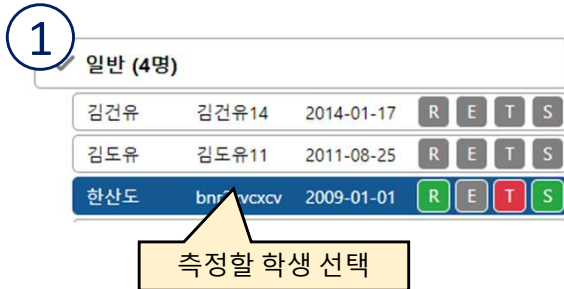 1
일반 (4명)
김건유 김건유14 2014-01-17 R E T S
김도유 김도유11 2011-08-25 R E T S
한산도 2009-01-01 R E T S
측정할 학생 선택